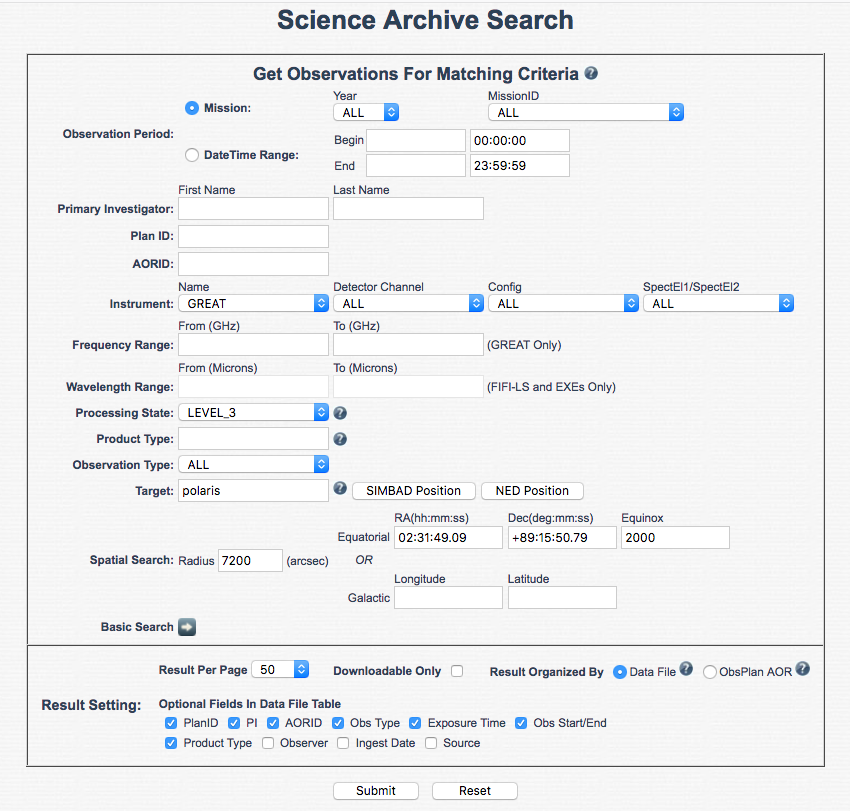 Science Archive Search
Get Observations For Matching Criteria ?
Year MissionID
Mission: ALL ALL
Observation Period:
Begin 00:00:00
DateTime Range:
End 23:59:59
First Name Last Name
Primary Investigator:
Plan ID:
AORID:
Name Detector Channel Config SpectEl1/SpectEl2
Instrument: GREAT ALL ALL ALL
From (GHz) To (GHz)
Frequency Range: (GREAT Only)
From (Microns) To (Microns)
Wavelength Range: (FIFI-LS and EXEs Only)
Processing State: LEVEL_3 ?
Product Type: ?
Observation Type: ALL
Target: polaris ? SIMBAD Position NED Position
RA(hh:mm:ss) Dec(deg:mm:ss) Equinox
Equatorial 02:31:49.09 +89:15:50.79 2000
Spatial Search: Radius 7200 (arcsec) OR
Longitude Latitude
Galactic
Basic Search
Result Per Page 50 Downloadable Only Result Organized By Data File ? ObsPlan AOR ?
Result Setting: Optional Fields In Data File Table
PlanID PI AORID Obs Type Exposure Time Obs Start/End
Product Type Observer Ingest Date Source
Submit Reset